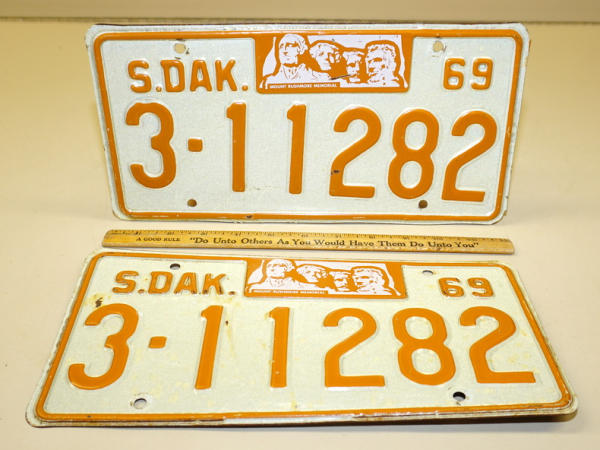 S.DAK. 69
MOUNT RUSHMORE MEMORIAL
3·11282
A GOOD RULE "Do Unto Others As You Would Have Them Do Unto You"
S.DAK. 69
MOUNT RUSHMORE MEMORIAL
3·11282